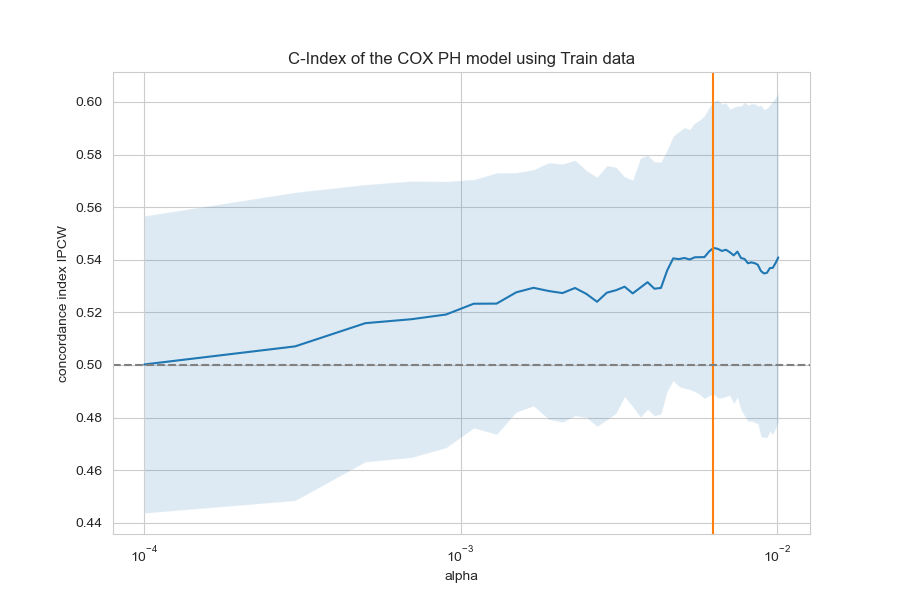 C-Index of the COX PH model using Train data
concordance index IPCW
0.60
0.58
0.56
0.54
0.52
0.50
0.48
0.46
0.44
10⁻⁴ 10⁻³ 10⁻²
alpha